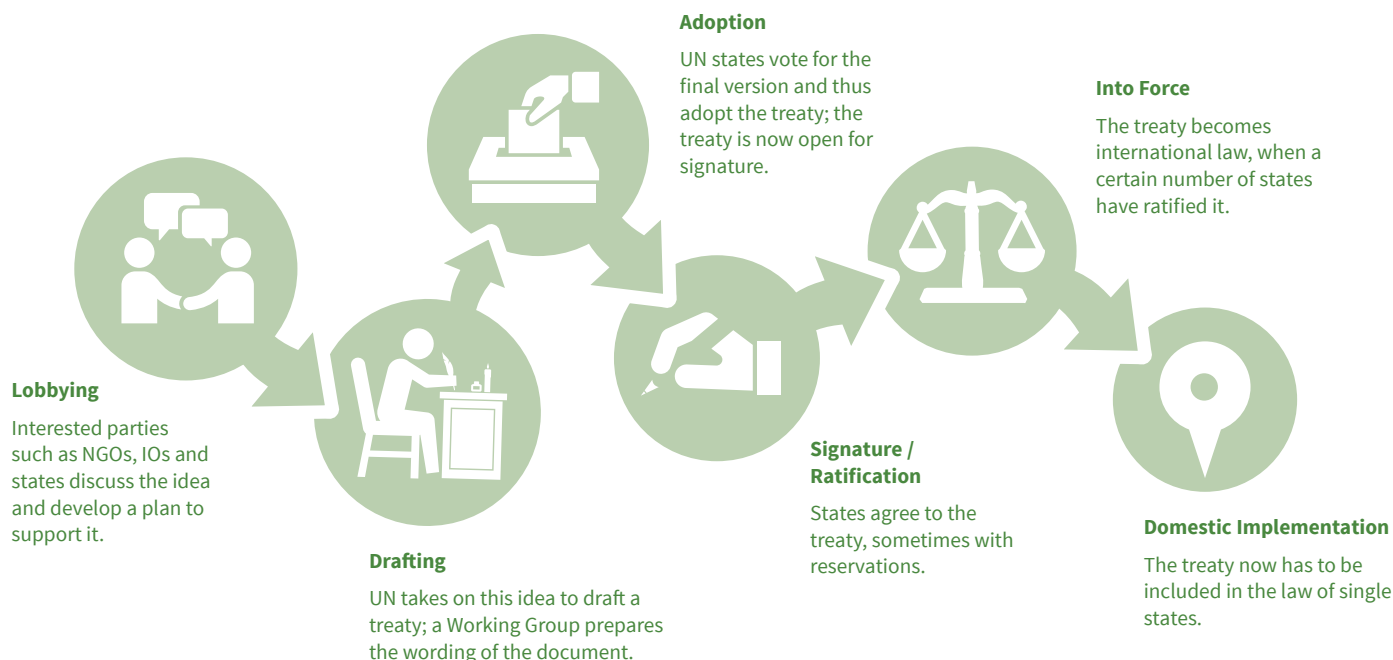 Lobbying
Interested parties
such as NGOs, IOs and
states discuss the idea
and develop a plan to
support it.
Drafting
UN takes on this idea to draft a
treaty; a Working Group prepares
the wording of the document.
Adoption
UN states vote for the
final version and thus
adopt the treaty; the
treaty is now open for
signature.
Signature /
Ratification
States agree to the
treaty, sometimes with
reservations.
Into Force
The treaty becomes
international law, when a
certain number of states
have ratified it.
Domestic Implementation
The treaty now has to be
included in the law of single
states.